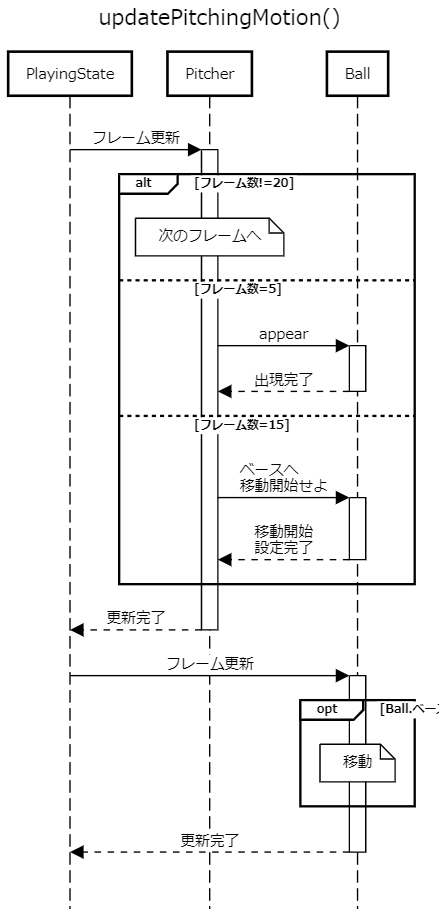 updatePitchingMotion()
PlayingState
Pitcher
Ball
フレーム更新
alt
[フレーム数!=20]
次のフレームへ
[フレーム数=5]
appear
出現完了
[フレーム数=15]
ベースへ
移動開始せよ
移動開始
設定完了
更新完了
フレーム更新
opt
[Ball.ベー
移動
更新完了